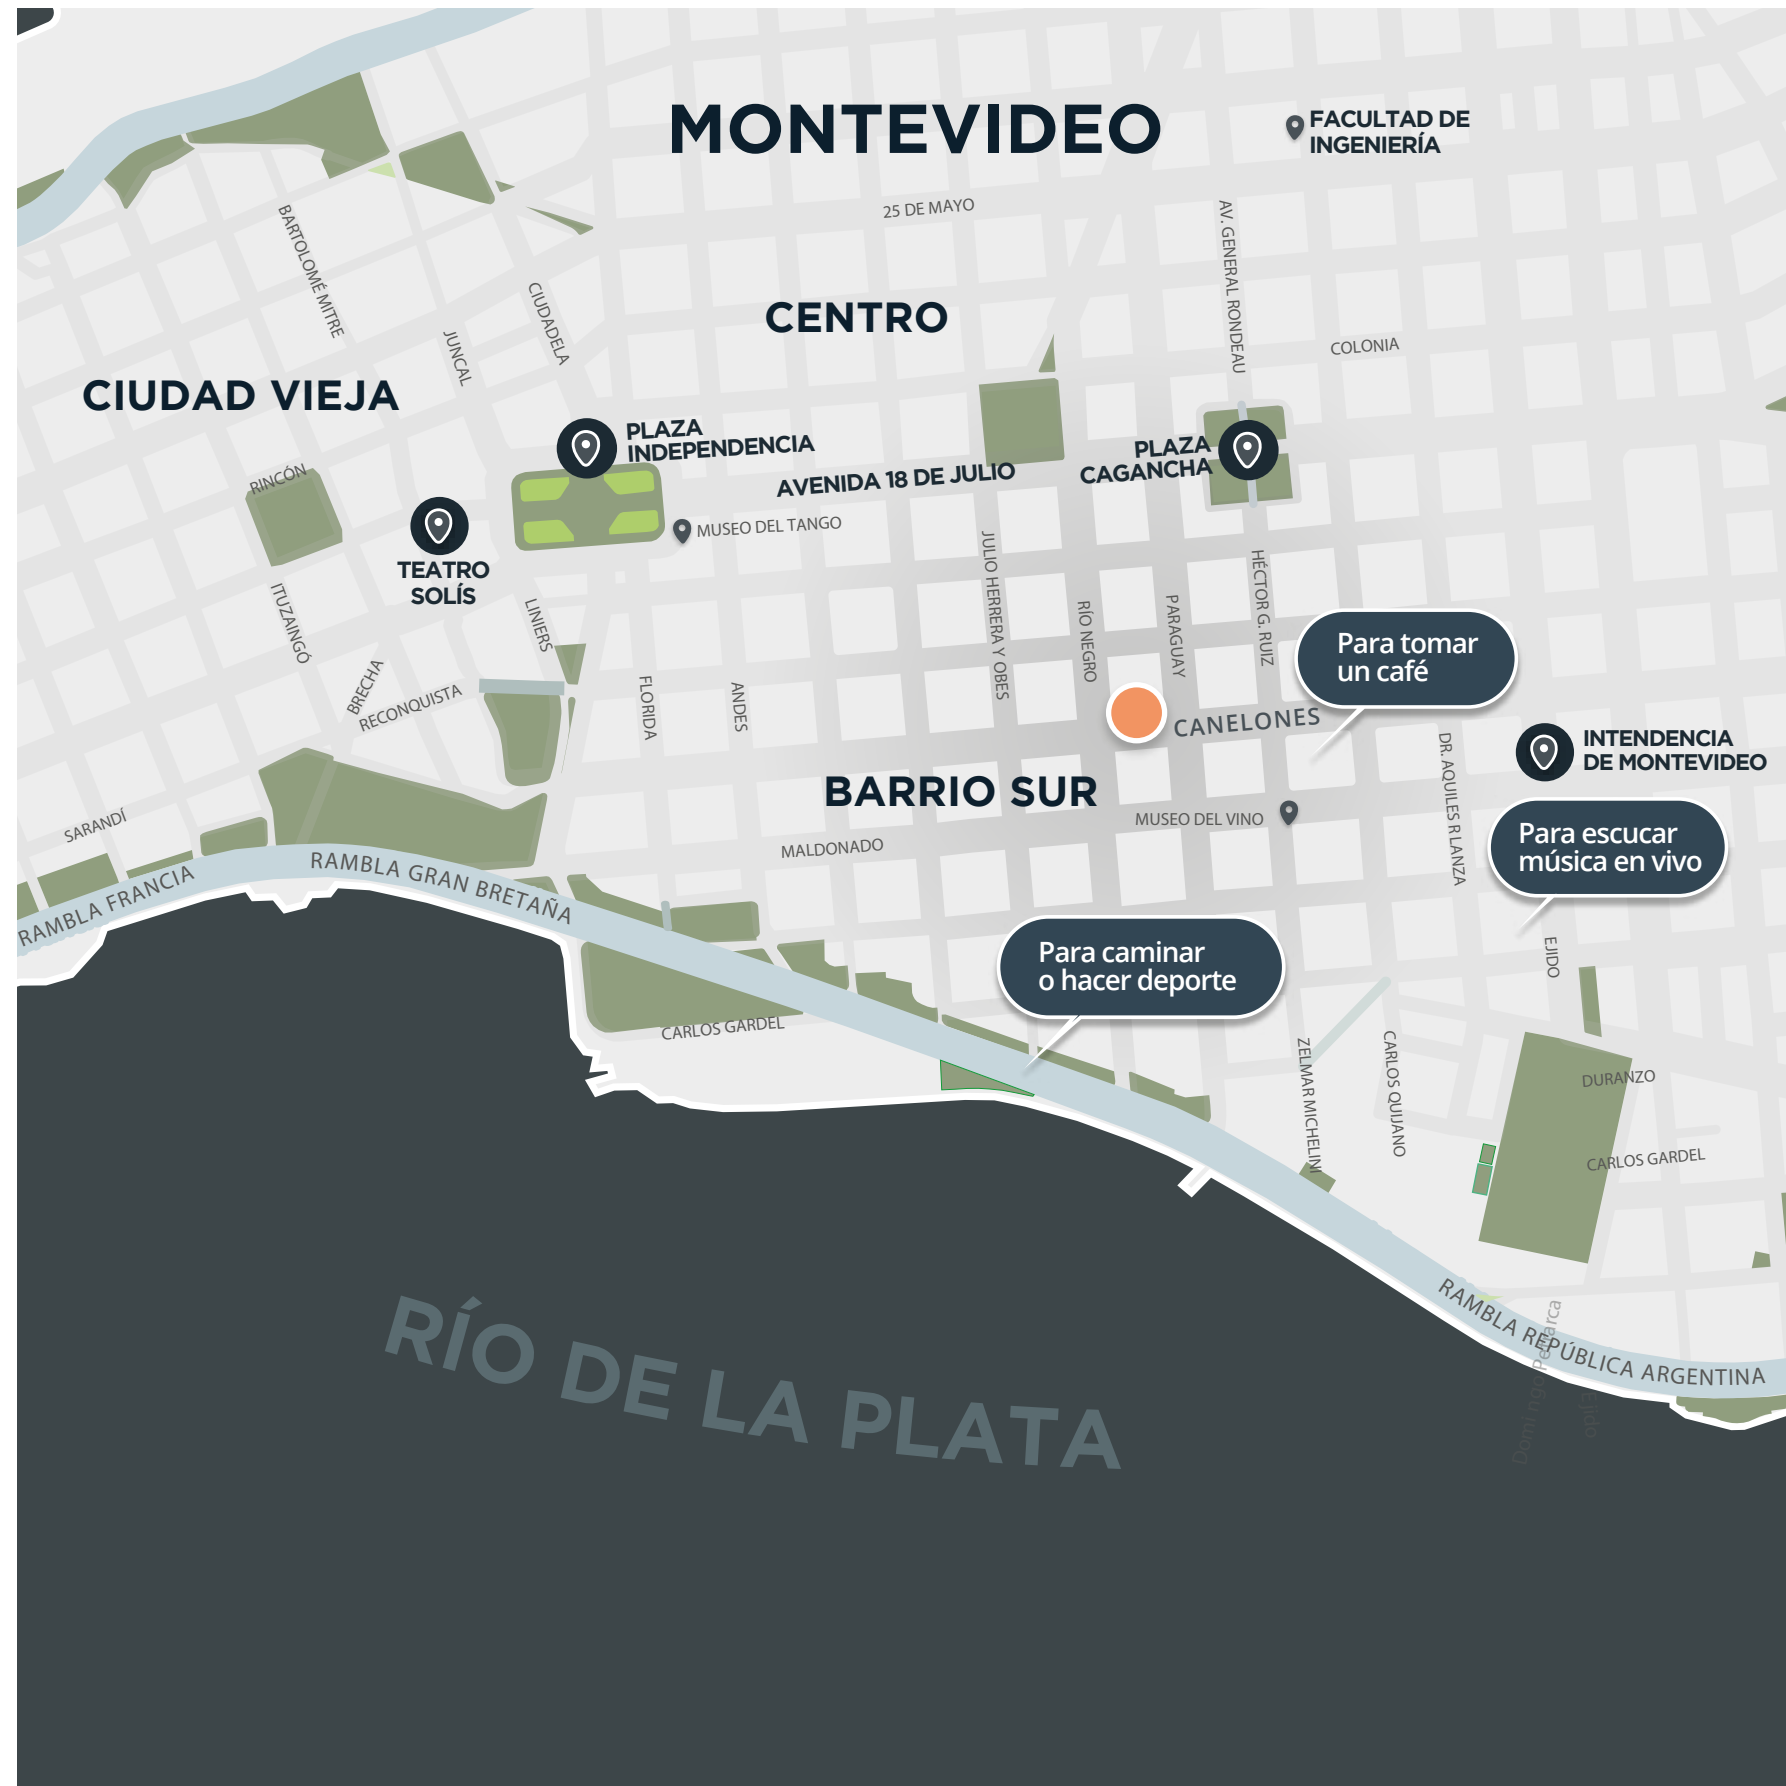 MONTEVIDEO
FACULTAD DE
INGENIERÍA
25 DE MAYO
AV. GENERAL RONDEAU
BARTOLOMÉ MITRE
CIUDADELA
JUNCAL
CENTRO
COLONIA
CIUDAD VIEJA
PLAZA
INDEPENDENCIA
PLAZA
CAGANCHA
AVENIDA 18 DE JULIO
RINCÓN
MUSEO DEL TANGO
TEATRO
SOLÍS
ITUZAINGÓ
LINIERS
JULIO HERRERA Y OBES
RÍO NEGRO
PARAGUAY
HÉCTOR G. RUIZ
Para tomar
un café
BRECHA
RECONQUISTA
FLORIDA
ANDES
CANELONES
DR. AQUILES R LANZA
INTENDENCIA
DE MONTEVIDEO
BARRIO SUR
MUSEO DEL VINO
SARANDÍ
MALDONADO
Para escucar
música en vivo
RAMBLA FRANCIA
RAMBLA GRAN BRETAÑA
Para caminar
o hacer deporte
EJIDO
CARLOS GARDEL
ZELMAR MICHELINI
CARLOS QUIJANO
DURANZO
CARLOS GARDEL
RAMBLA REPÚBLICA ARGENTINA
RÍO DE LA PLATA